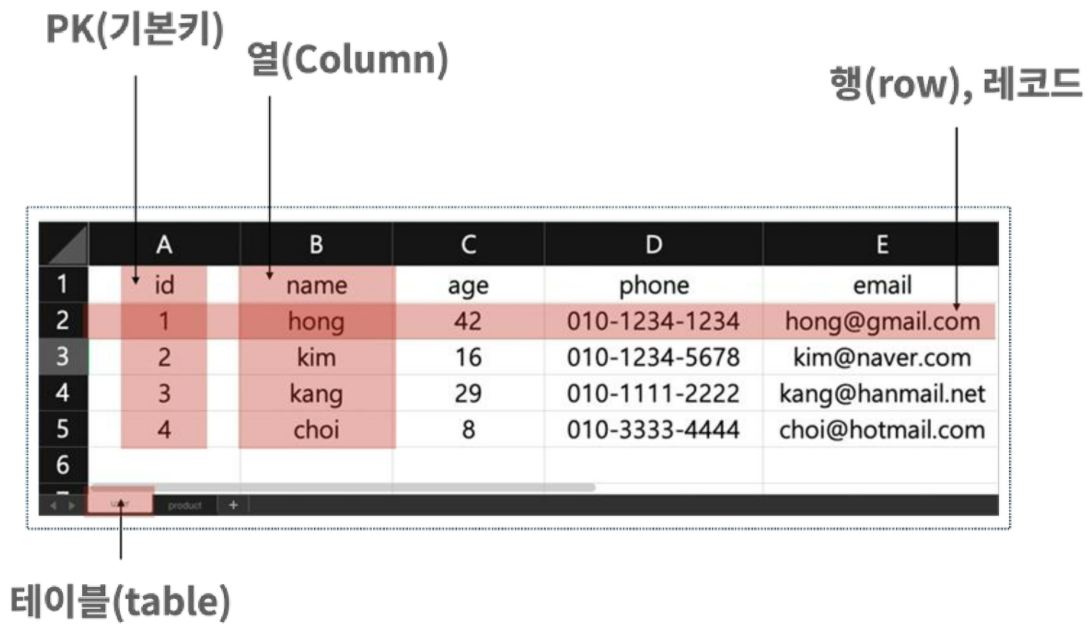 PK(기본키)
열(Column)
행(row), 레코드
A B C D E
1 id name age phone email
2 1 hong 42 010-1234-1234 hong@gmail.com
3 2 kim 16 010-1234-5678 kim@naver.com
4 3 kang 29 010-1111-2222 kang@hanmail.net
5 4 choi 8 010-3333-4444 choi@hotmail.com
6
user product +
테이블(table)